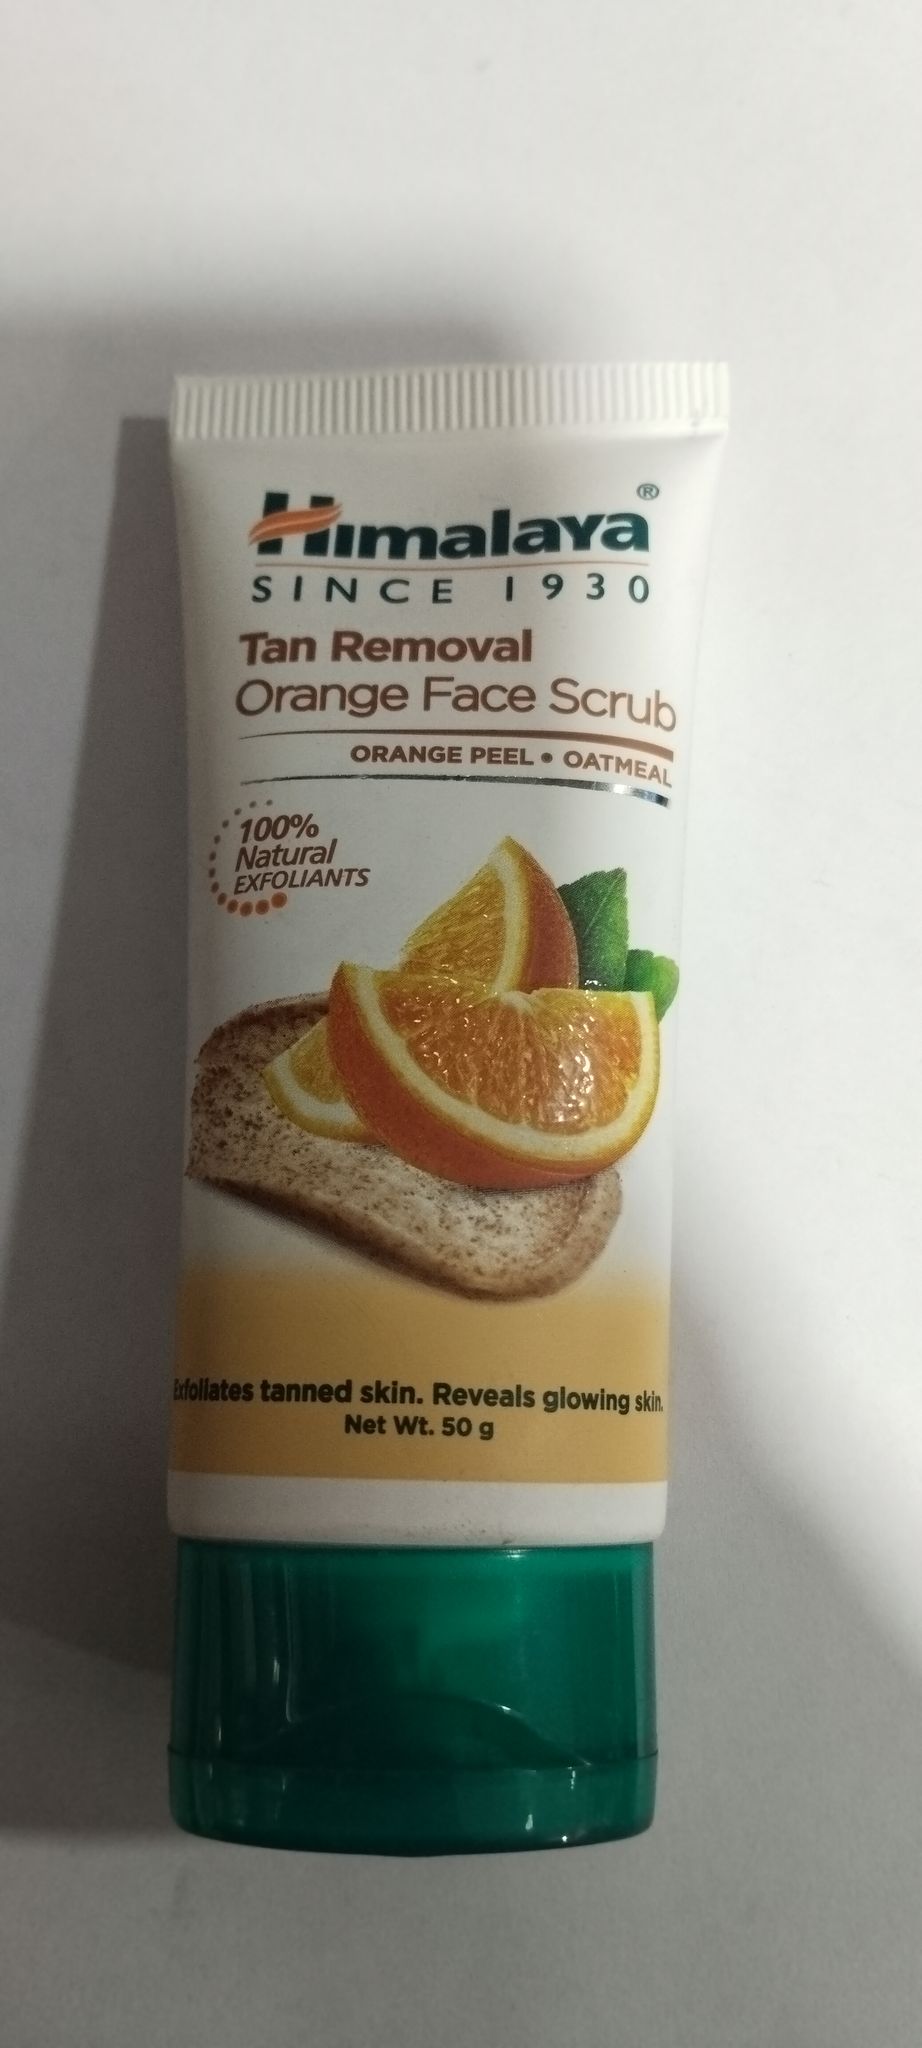 Himalaya®
SINCE 1930
Tan Removal
Orange Face Scrub
ORANGE PEEL • OATMEAL
100%
Natural
EXFOLIANTS
Exfoliates tanned skin. Reveals glowing skin.
Net Wt. 50 g